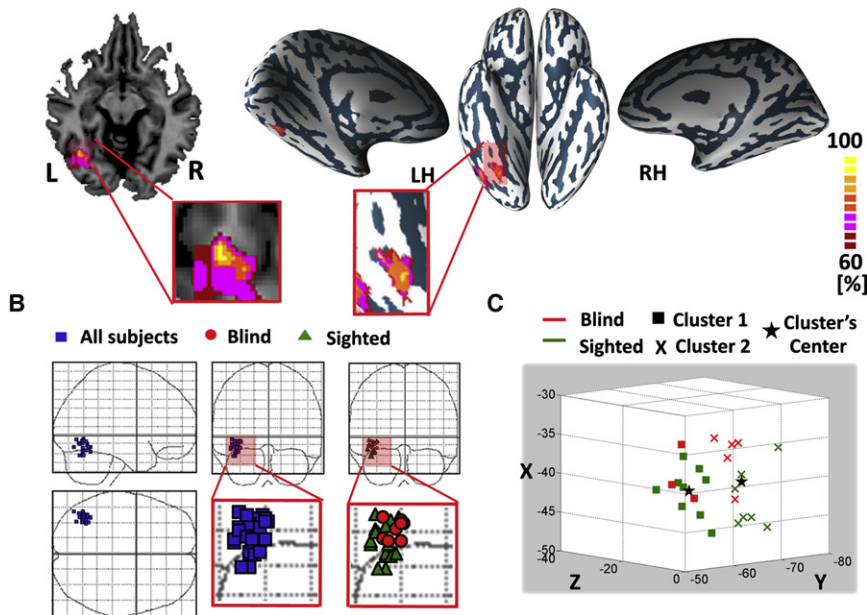 L
R
LH
RH
100
60
[%]
B
All subjects
Blind
Sighted
C
Blind
Cluster 1
Cluster's
Sighted
Cluster 2
Center
-30
-35
X
-40
-45
-50
-40
-20
0
-50
-60
-70
-80
Z
Y